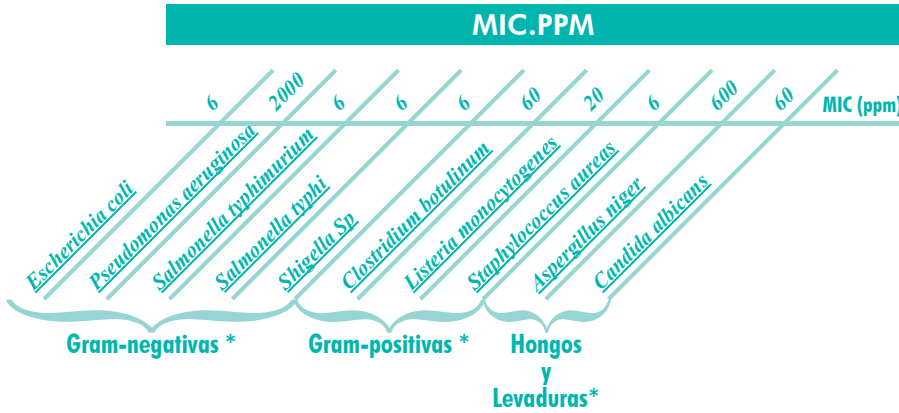 MIC.PPM
6 2000 6 6 6 60 20 6 600 60 MIC (ppm)
Escherichia coli
Pseudomonas aeruginosa
Salmonella typhimurium
Salmonella typhi
Shigella Sp
Clostridium botulinum
Listeria monocytogenes
Staphylococcus aureas
Aspergillus niger
Candida albicans
Gram-negativas *
Gram-positivas *
Hongos
y
Levaduras*